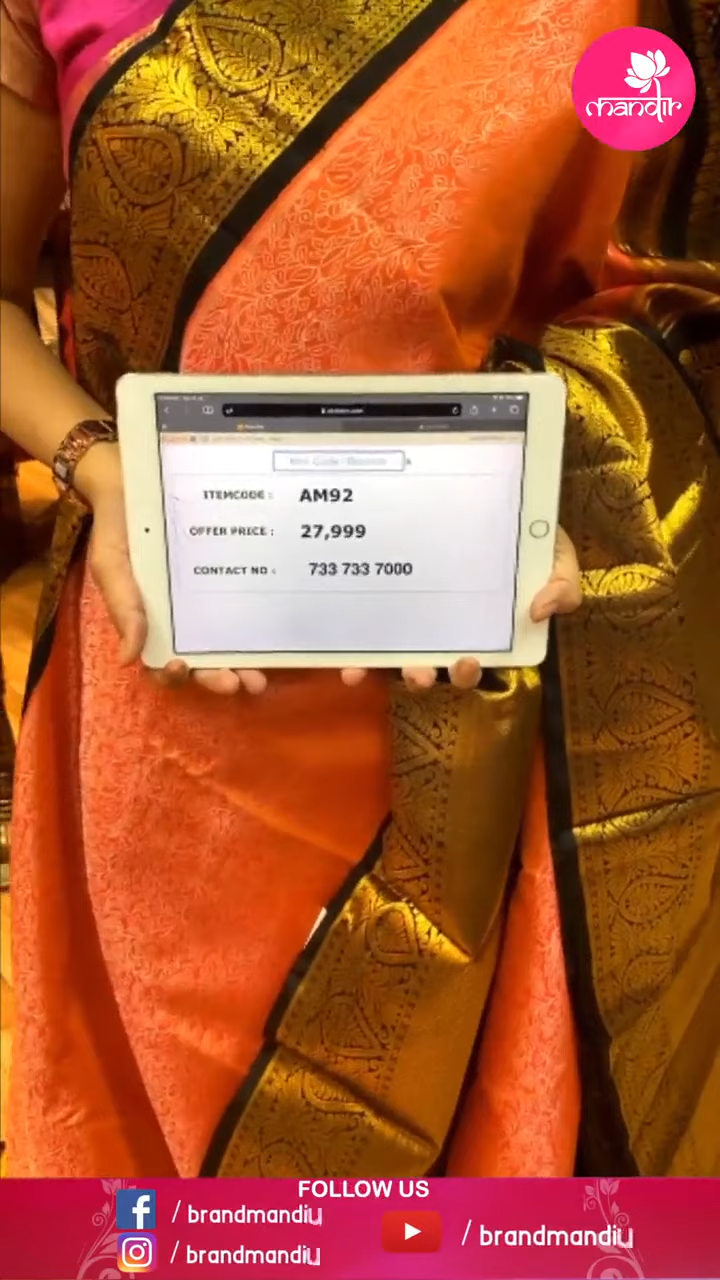 mandir
ITEMCODE : AM92
OFFER PRICE : 27,999
CONTACT NO : 733 733 7000
FOLLOW US
/ brandmandir
/ brandmandir
/ brandmandir